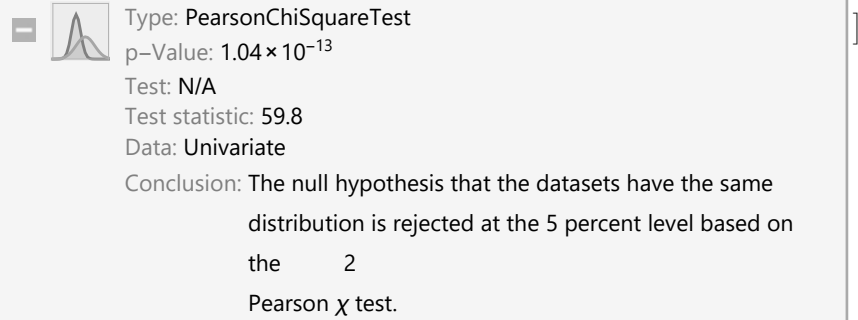 Type: PearsonChiSquareTest
p−Value: 1.04 × 10⁻¹³
Test: N/A
Test statistic: 59.8
Data: Univariate
Conclusion: The null hypothesis that the datasets have the same
distribution is rejected at the 5 percent level based on
the 2
Pearson χ test.
]